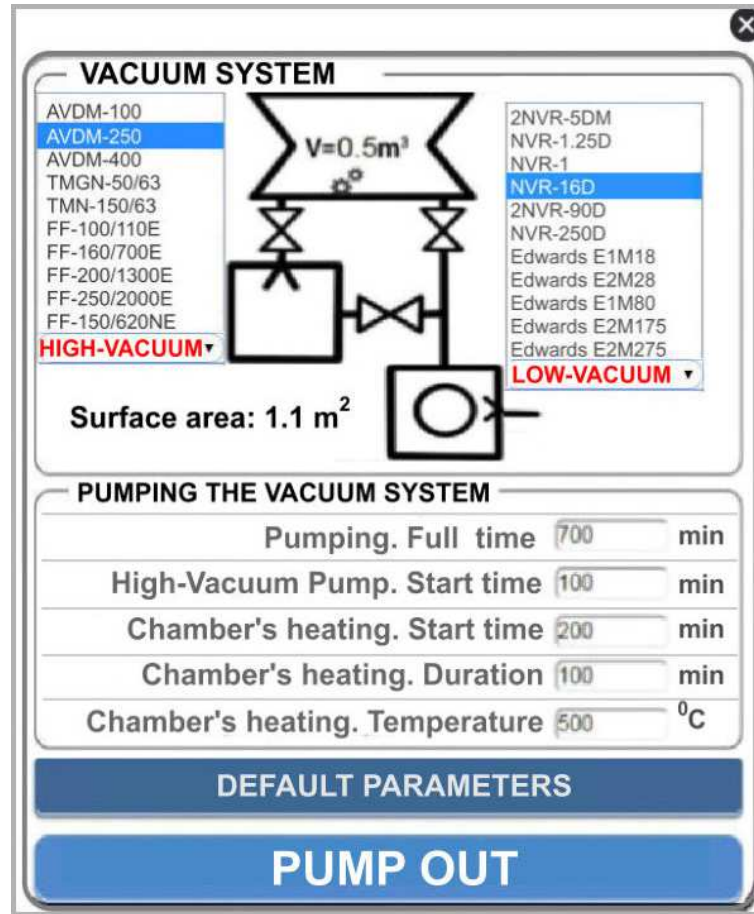 VACUUM SYSTEM
AVDM-100
AVDM-250
AVDM-400
TMGN-50/63
TMN-150/63
FF-100/110E
FF-160/700E
FF-200/1300E
FF-250/2000E
FF-150/620NE
HIGH-VACUUM
V=0.5m³
2NVR-5DM
NVR-1.25D
NVR-1
NVR-16D
2NVR-90D
NVR-250D
Edwards E1M18
Edwards E2M28
Edwards E1M80
Edwards E2M175
Edwards E2M275
LOW-VACUUM
Surface area: 1.1 m²
PUMPING THE VACUUM SYSTEM
Pumping. Full time 700 min
High-Vacuum Pump. Start time 100 min
Chamber's heating. Start time 200 min
Chamber's heating. Duration 100 min
Chamber's heating. Temperature 500 ⁰C
DEFAULT PARAMETERS
PUMP OUT